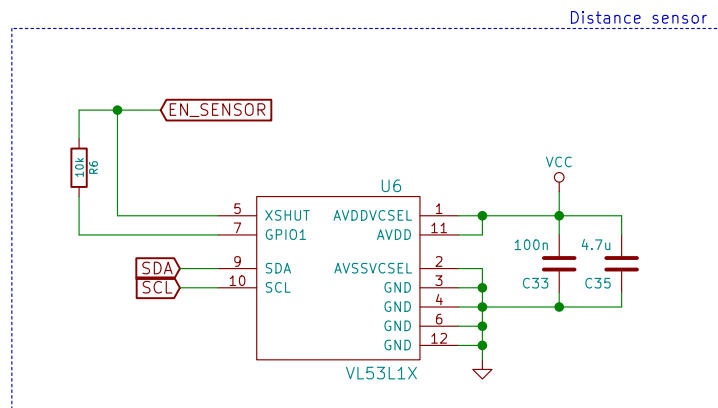 Distance sensor
EN_SENSOR
10k
R6
VCC
U6
5 XSHUT AVDDVCSEL 1
7 GPIO1 AVDD 11
100n 4.7u
SDA 9 SDA AVSSVCSEL 2
SCL 10 SCL GND 3
C33 C35
GND 4
GND 6
GND 12
VL53L1X